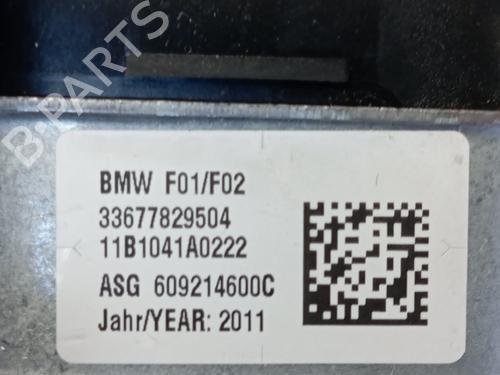 B-PARTS
BMW F01/F02
33677829504
11B1041A0222
ASG 609214600C
Jahr/YEAR: 2011